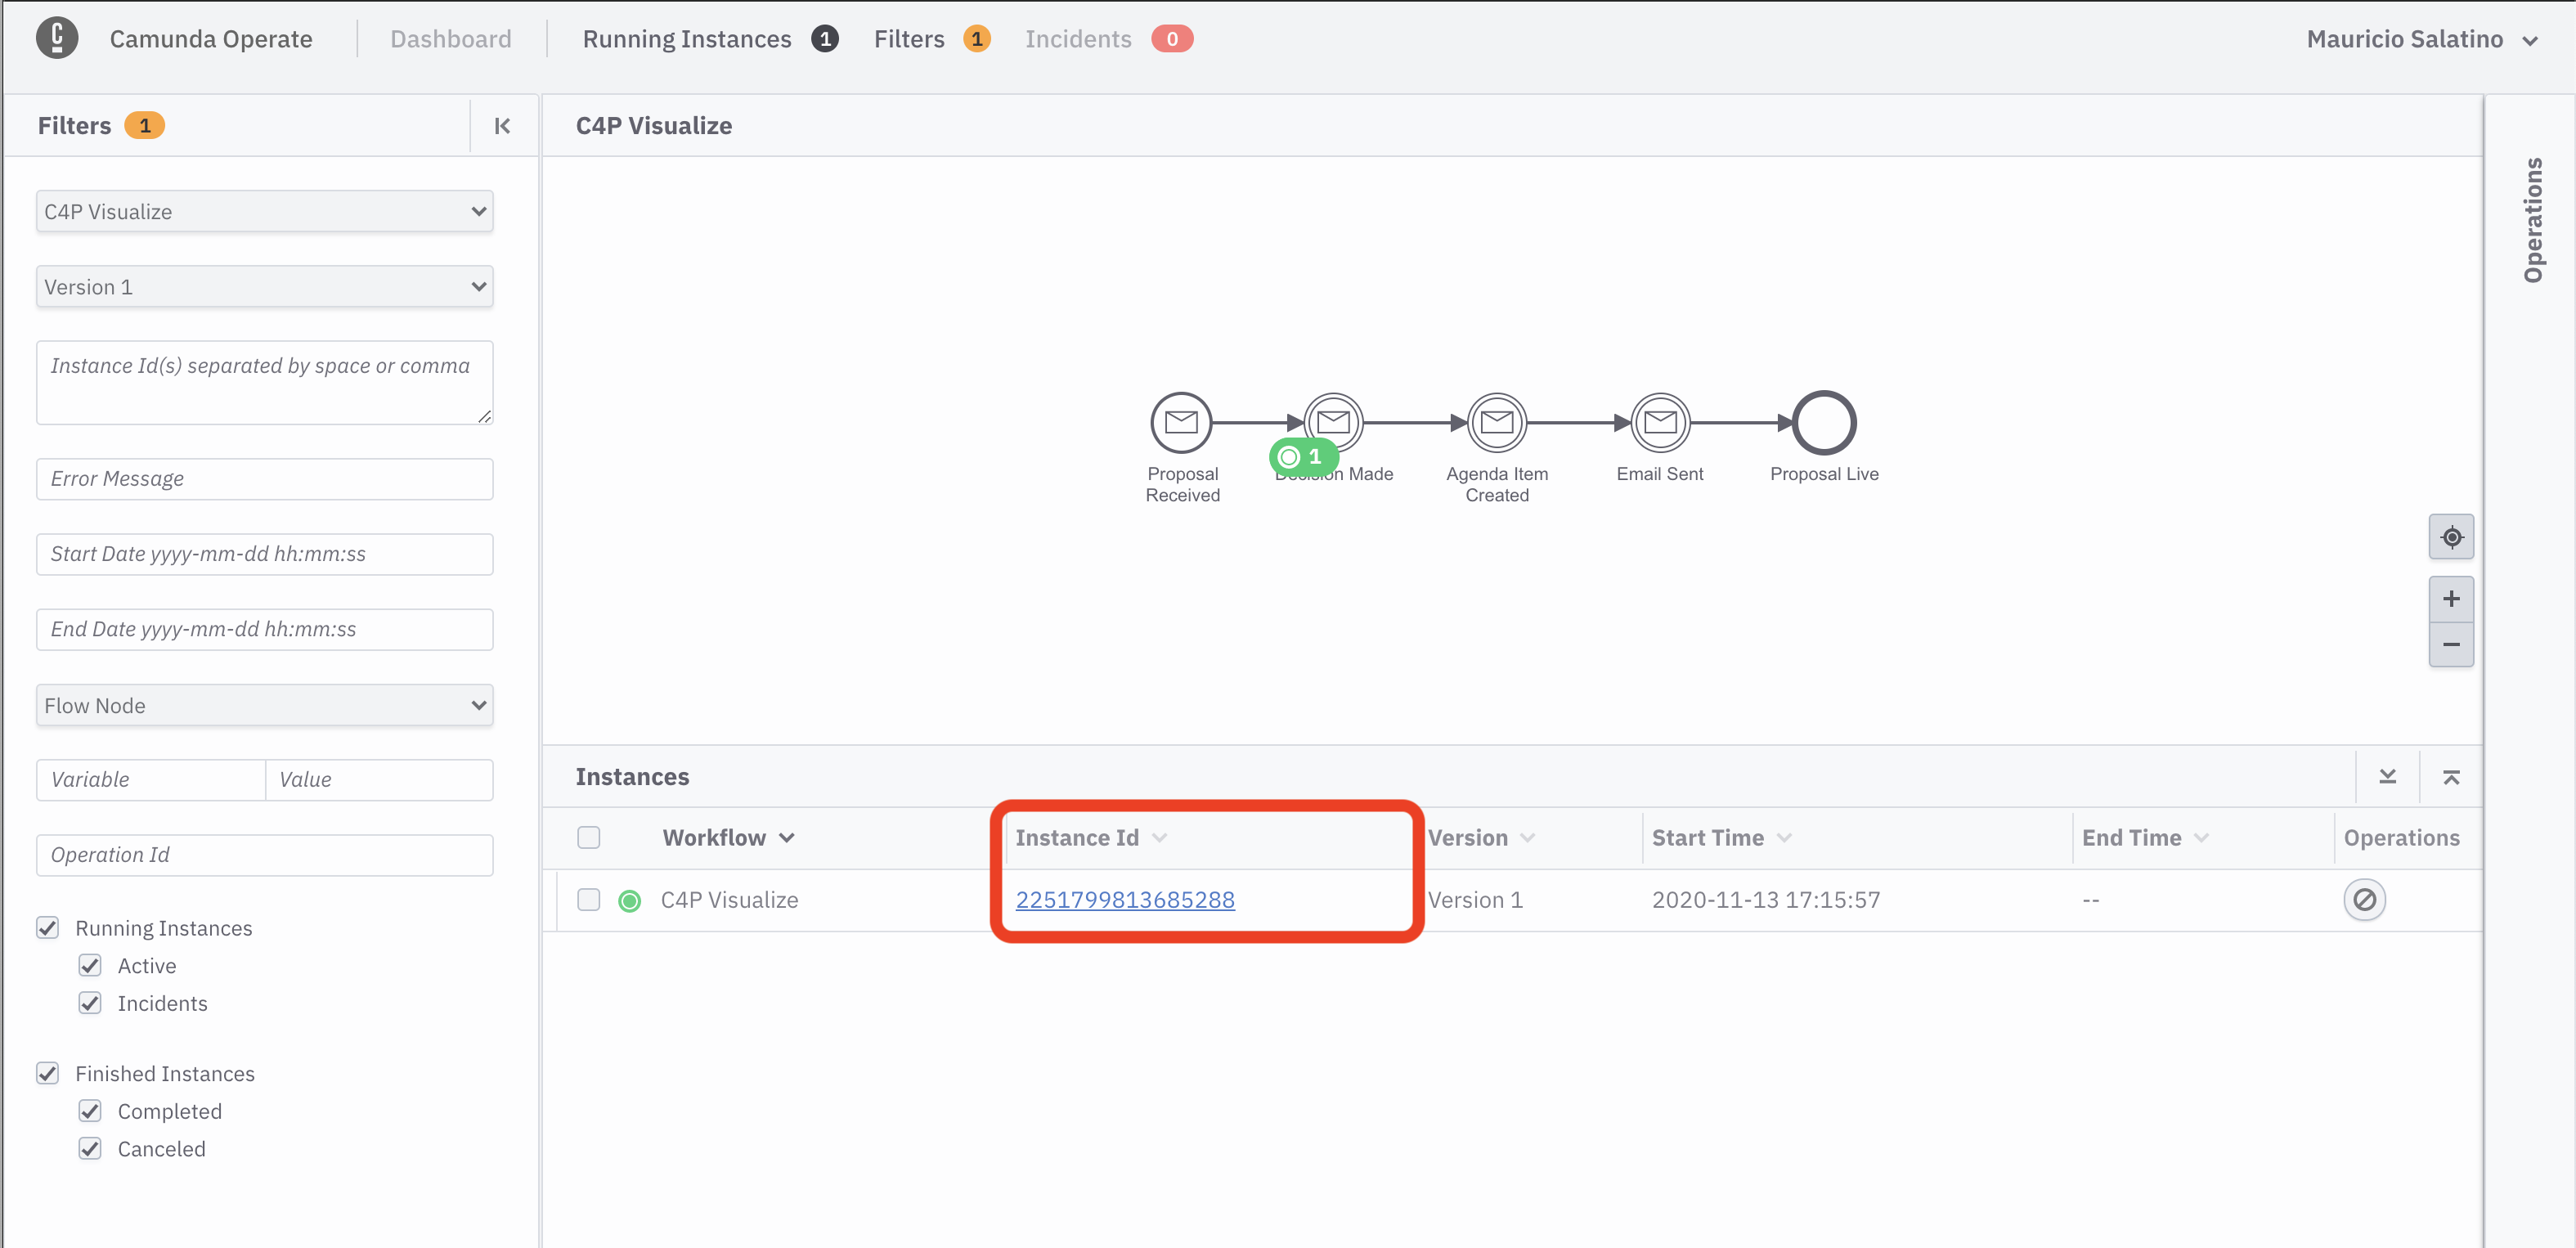 Camunda Operate Dashboard Running Instances 1 Filters 1 Incidents 0 Mauricio Salatino
Filters 1
C4P Visualize
Version 1
Instance Id(s) separated by space or comma
Error Message
Start Date yyyy-mm-dd hh:mm:ss
End Date yyyy-mm-dd hh:mm:ss
Flow Node
Variable Value
Operation Id
Running Instances
Active
Incidents
Finished Instances
Completed
Canceled
C4P Visualize
1
Proposal
Received
Decision Made
Agenda Item
Created
Email Sent
Proposal Live
Instances
Workflow Instance Id Version Start Time End Time Operations
C4P Visualize 2251799813685288 Version 1 2020-11-13 17:15:57 --
Operations